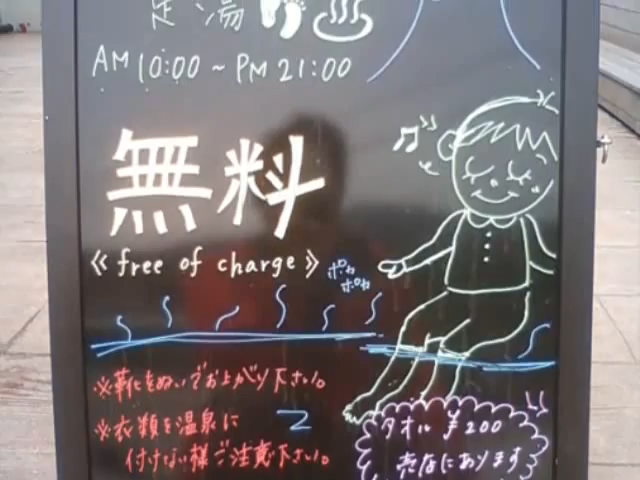 足湯
AM 10:00 ~ PM 21:00
無料
《free of charge》
ポカ
ポカ
※靴をぬいでお上がり下さい。
※衣類を温泉に
付けない様ご注意下さい。
タオル ¥200
売店にあります